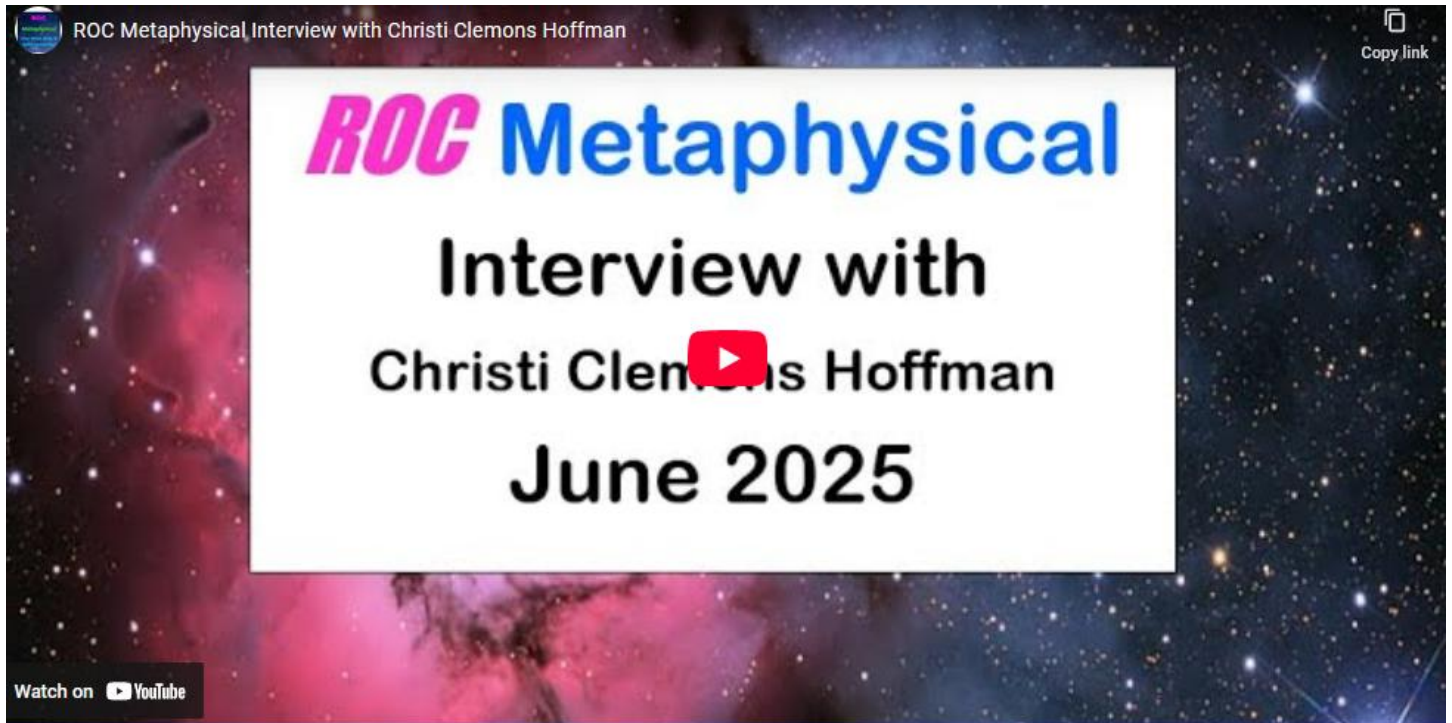 ROC Metaphysical Interview with Christi Clemons Hoffman
Copy link
ROC Metaphysical
Interview with
Christi Clemons Hoffman
June 2025
Watch on YouTube